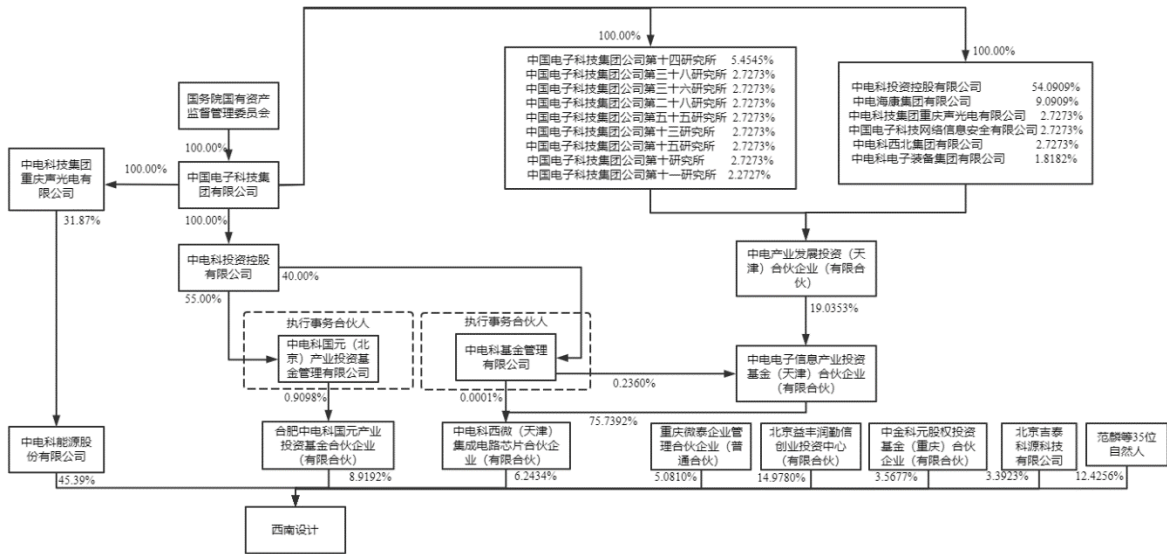 100.00%
100.00%
中国电子科技集团公司第十四研究所 5.4545%
中国电子科技集团公司第三十八研究所 2.7273%
中国电子科技集团公司第三十六研究所 2.7273%
中国电子科技集团公司第二十八研究所 2.7273%
中国电子科技集团公司第五十五研究所 2.7273%
中国电子科技集团公司第十三研究所 2.7273%
中国电子科技集团公司第十五研究所 2.7273%
中国电子科技集团公司第十研究所 2.7273%
中国电子科技集团公司第十一研究所 2.2727%
中电科投资控股有限公司 54.0909%
中电海康集团有限公司 9.0909%
中电科技集团重庆声光电有限公司 2.7273%
中国电子科技网络信息安全有限公司 2.7273%
中电科西北集团有限公司 2.7273%
中电科电子装备集团有限公司 1.8182%
国务院国有资产
监督管理委员会
100.00%
中电科技集团
重庆声光电有
限公司
100.00%
中国电子科技集
团有限公司
31.87%
100.00%
中电科投资控股
有限公司
40.00%
55.00%
中电产业发展投资（天
津）合伙企业（有限合
伙）
19.0353%
执行事务合伙人
中电科国元（北
京）产业投资基
金管理有限公司
执行事务合伙人
中电科基金管理
有限公司
0.2360%
中电电子信息产业投资
基金（天津）合伙企业
（有限合伙）
0.9098%
0.0001%
75.7392%
中电科能源股
份有限公司
合肥中电科国元产业
投资基金合伙企业
（有限合伙）
中电科西微（天津）
集成电路芯片合伙企
业（有限合伙）
重庆微泰企业管
理合伙企业（普
通合伙）
北京益丰润勤信
创业投资中心
（有限合伙）
中金科元股权投资
基金（重庆）合伙
企业（有限合伙）
北京吉泰
科源科技
有限公司
范麟等35位
自然人
45.39%
8.9192%
6.2434%
5.0810%
14.9780%
3.5677%
3.3923%
12.4256%
西南设计